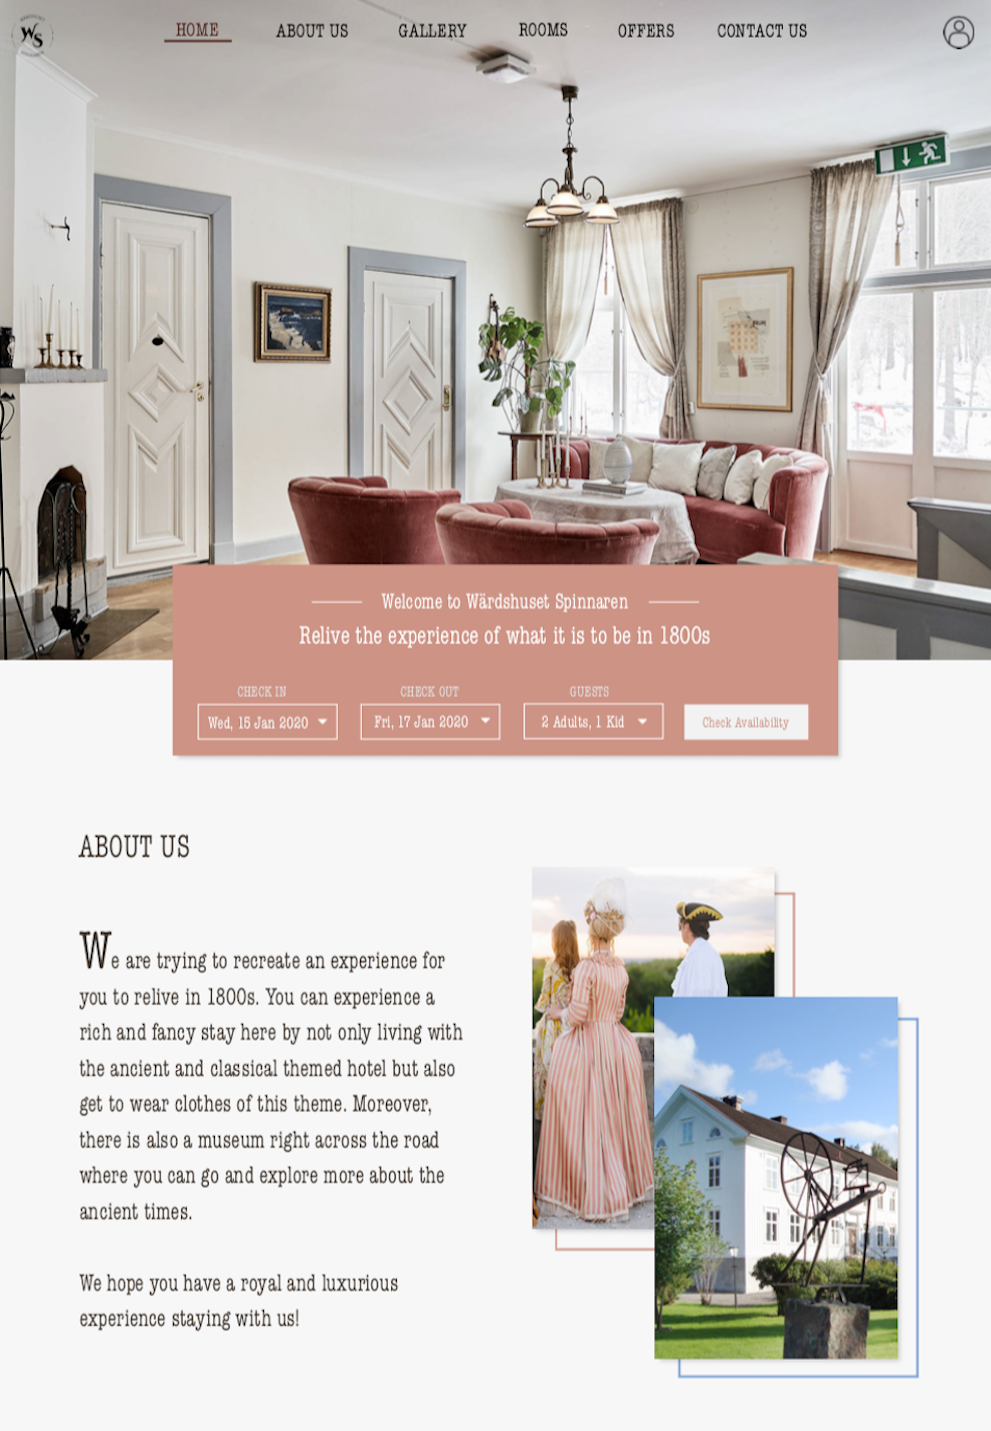 WS
HOME ABOUT US GALLERY ROOMS OFFERS CONTACT US
Welcome to Wärdshuset Spinnaren
Relive the experience of what it is to be in 1800s
CHECK IN CHECK OUT GUESTS
Wed, 15 Jan 2020 Fri, 17 Jan 2020 2 Adults, 1 Kid Check Availability
ABOUT US
We are trying to recreate an experience for
you to relive in 1800s. You can experience a
rich and fancy stay here by not only living with
the ancient and classical themed hotel but also
get to wear clothes of this theme. Moreover,
there is also a museum right across the road
where you can go and explore more about the
ancient times.
We hope you have a royal and luxurious
experience staying with us!